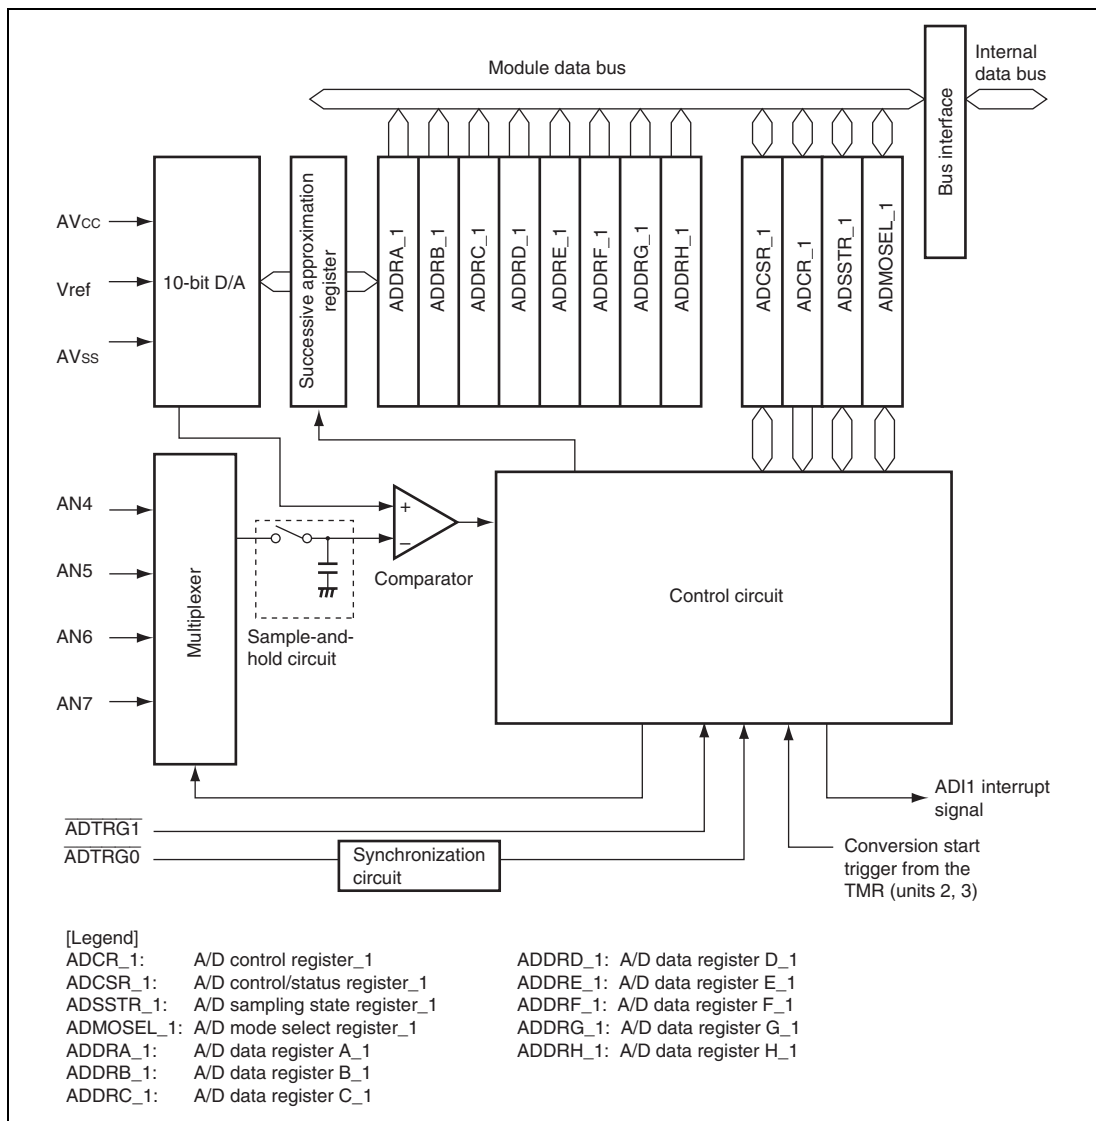 Module data bus
Internal
data bus
Bus interface
AVCC
Vref
AVSS
10-bit D/A
Successive approximation
register
ADDRA_1
ADDRB_1
ADDRC_1
ADDRD_1
ADDRE_1
ADDRF_1
ADDRG_1
ADDRH_1
ADCSR_1
ADCR_1
ADSSTR_1
ADMOSEL_1
AN4
AN5
AN6
AN7
Multiplexer
+
–
Comparator
Sample-and-
hold circuit
Control circuit
ADI1 interrupt
signal
ADTRG1
ADTRG0
Synchronization
circuit
Conversion start
trigger from the
TMR (units 2, 3)
[Legend]
ADCR_1: A/D control register_1
ADCSR_1: A/D control/status register_1
ADSSTR_1: A/D sampling state register_1
ADMOSEL_1: A/D mode select register_1
ADDRA_1: A/D data register A_1
ADDRB_1: A/D data register B_1
ADDRC_1: A/D data register C_1
ADDRD_1: A/D data register D_1
ADDRE_1: A/D data register E_1
ADDRF_1: A/D data register F_1
ADDRG_1: A/D data register G_1
ADDRH_1: A/D data register H_1